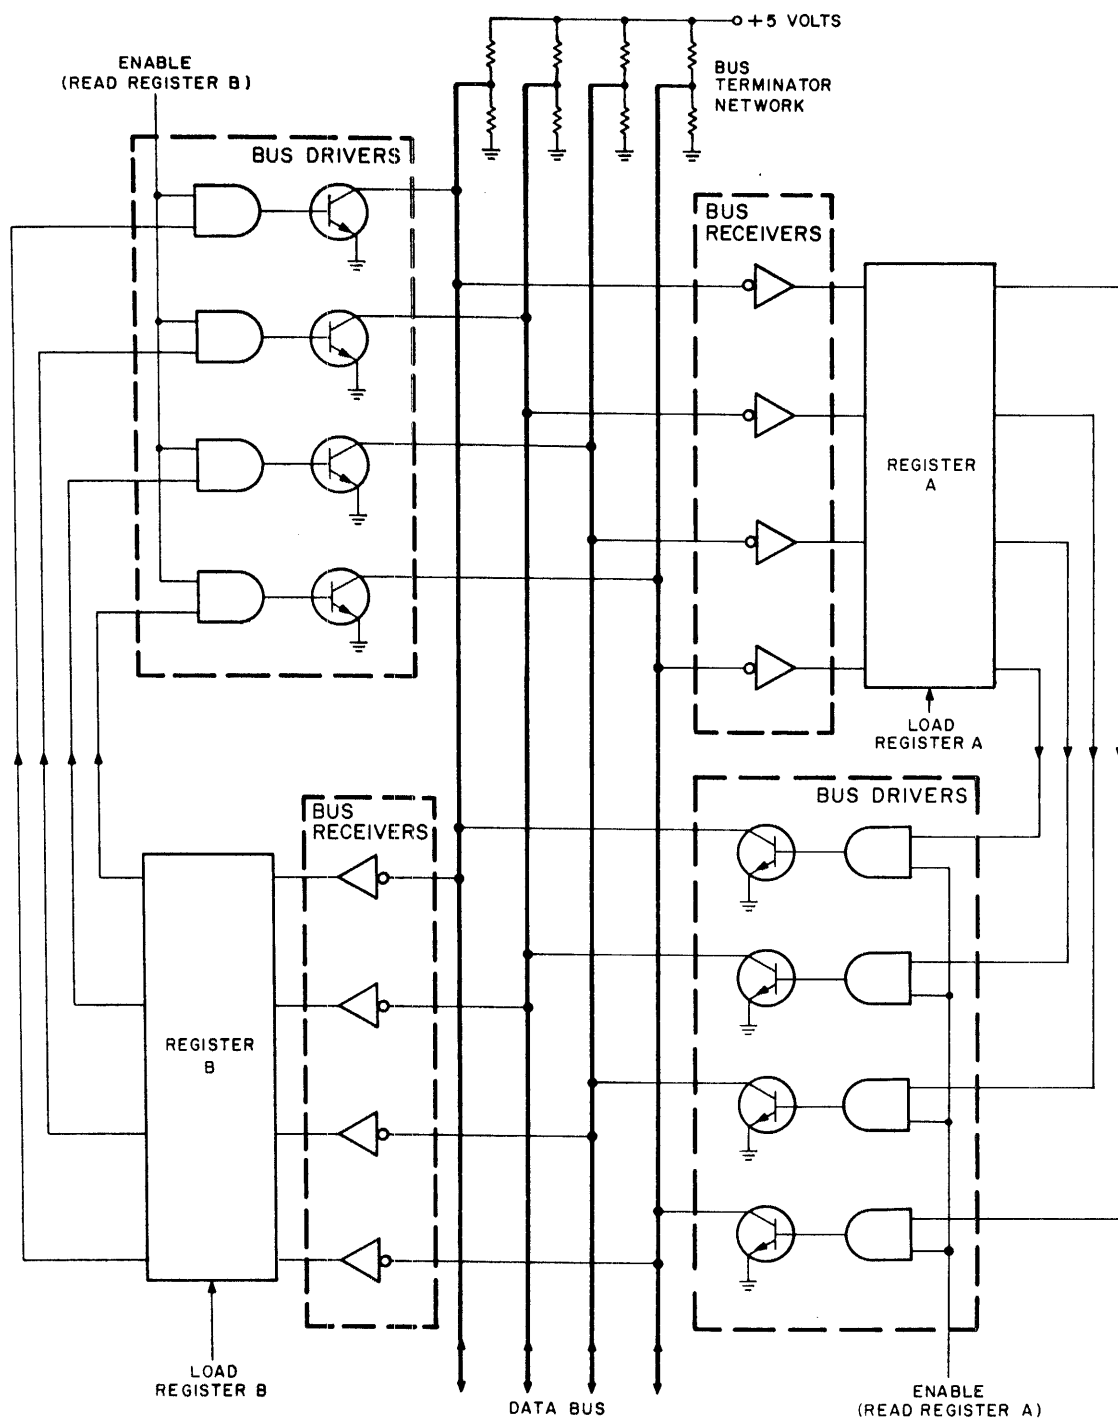 +5 VOLTS
ENABLE
(READ REGISTER B)
BUS
TERMINATOR
NETWORK
BUS DRIVERS
BUS
RECEIVERS
REGISTER
A
LOAD
REGISTER A
BUS DRIVERS
BUS
RECEIVERS
REGISTER
B
LOAD
REGISTER B
DATA BUS
ENABLE
(READ REGISTER A)